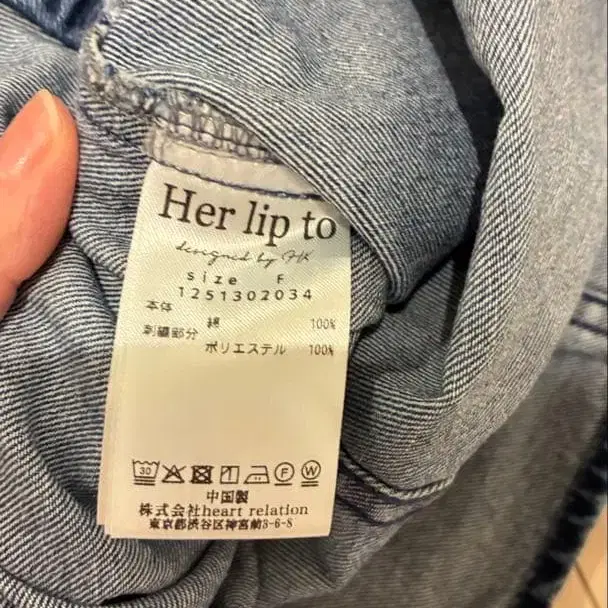 Her lip to
designed by HK
size F
1251302034
本体 綿 100%
刺繍部分 ポリエステル 100%
30 F W
中国製
株式会社heart relation
東京都渋谷区神宮前3-6-8